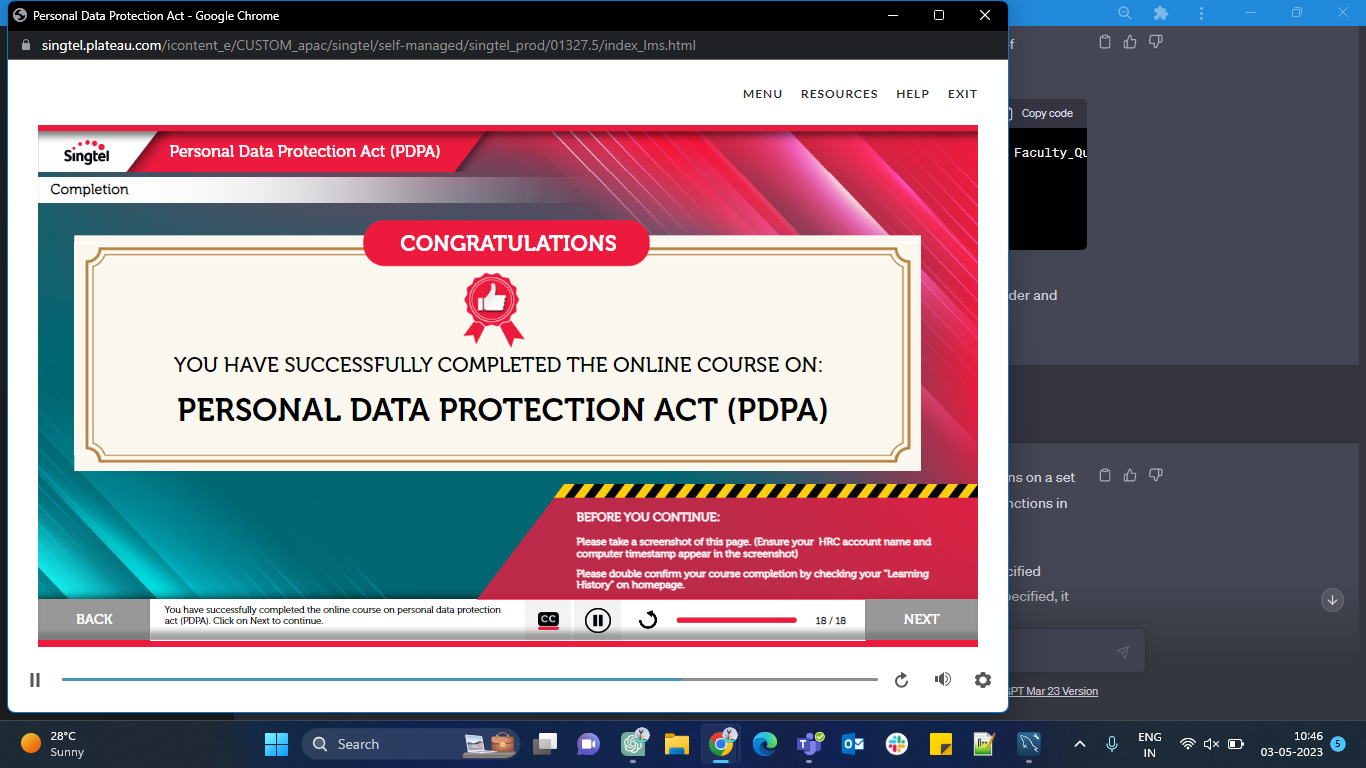 Personal Data Protection Act - Google Chrome
singtel.plateau.com/icontent_e/CUSTOM_apac/singtel/self-managed/singtel_prod/01327.5/index_lms.html
MENU RESOURCES HELP EXIT
Singtel
Personal Data Protection Act (PDPA)
Completion
CONGRATULATIONS
YOU HAVE SUCCESSFULLY COMPLETED THE ONLINE COURSE ON:
PERSONAL DATA PROTECTION ACT (PDPA)
BEFORE YOU CONTINUE:
Please take a screenshot of this page. (Ensure your HRC account name and
computer timestamp appear in the screenshot)
Please double confirm your course completion by checking your "Learning
History" on homepage.
BACK
You have successfully completed the online course on personal data protection
act (PDPA). Click on Next to continue.
CC
18 / 18
NEXT
Copy code
Faculty_Qu
der and
ns on a set
nctions in
cified
pecified, it
GPT Mar 23 Version
28°C
Sunny
Search
ENG
IN
10:46
03-05-2023
5